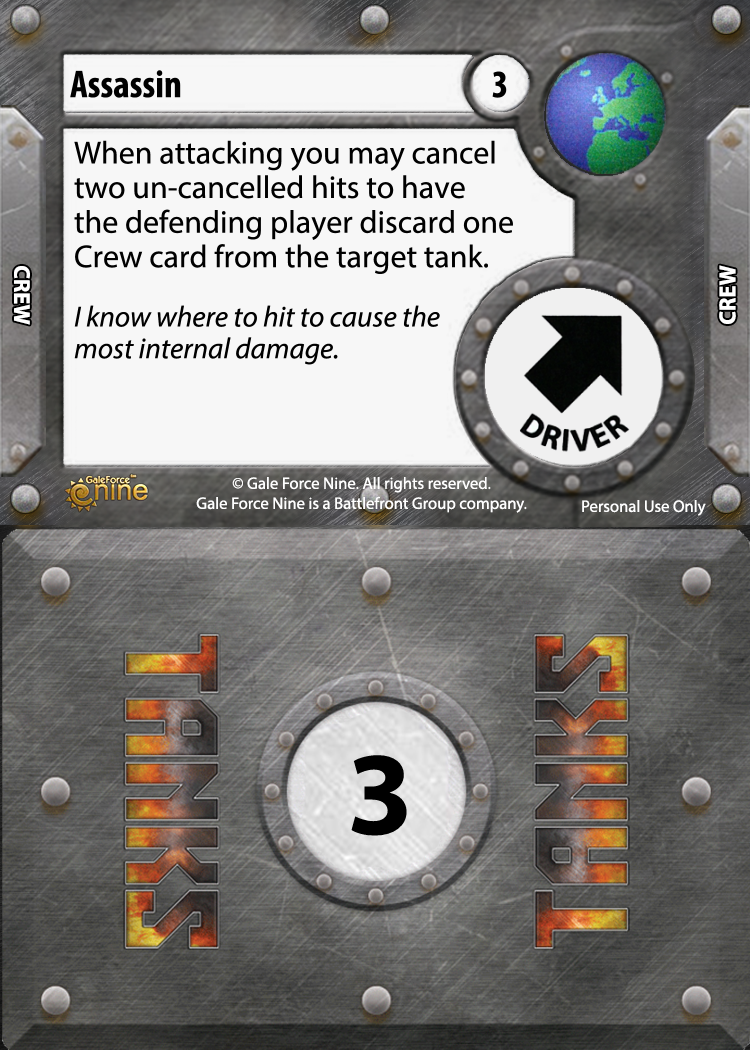 Assassin
3
When attacking you may cancel
two un-cancelled hits to have
the defending player discard one
Crew card from the target tank.
I know where to hit to cause the
most internal damage.
CREW
CREW
DRIVER
GaleForce™
nine
© Gale Force Nine. All rights reserved.
Gale Force Nine is a Battlefront Group company.
Personal Use Only
TANKS
3
TANKS